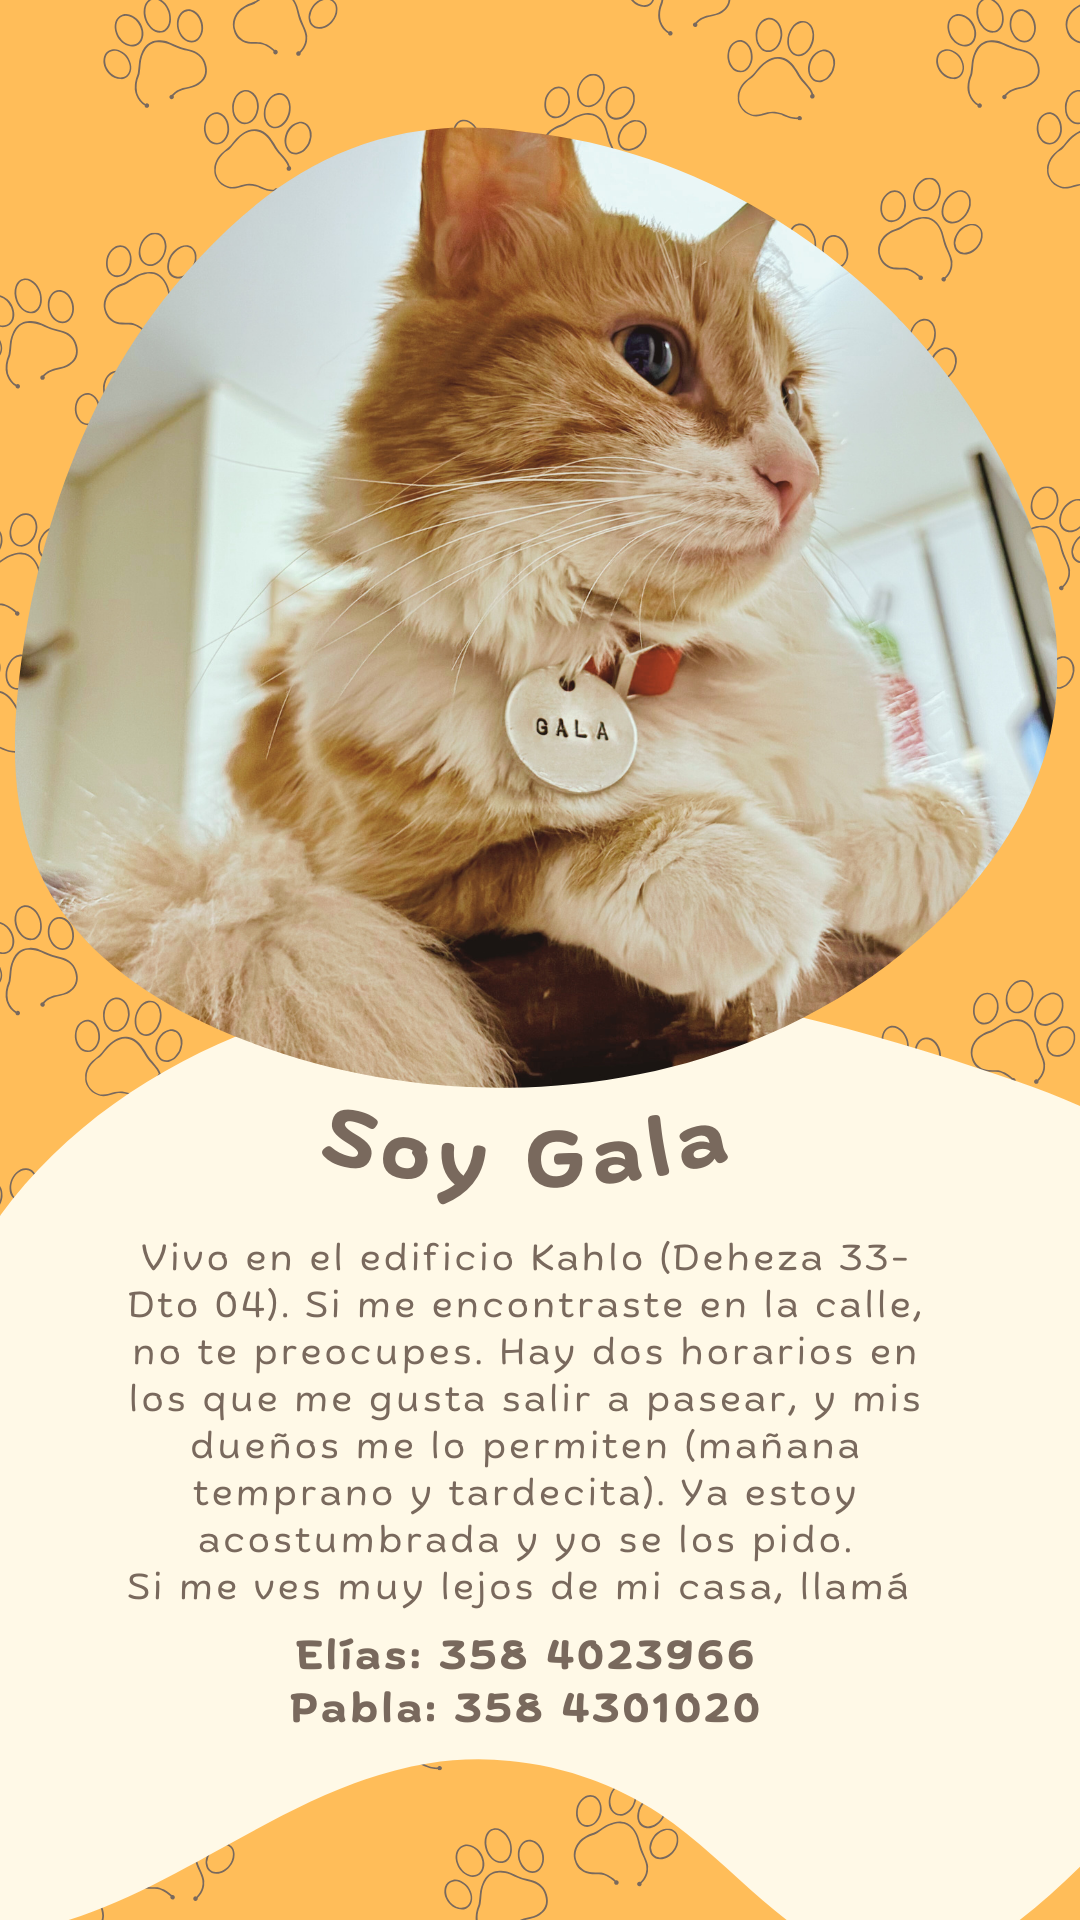 GALA
Soy Gala
Vivo en el edificio Kahlo (Deheza 33-
Dto 04). Si me encontraste en la calle,
no te preocupes. Hay dos horarios en
los que me gusta salir a pasear, y mis
dueños me lo permiten (mañana
temprano y tardecita). Ya estoy
acostumbrada y yo se los pido.
Si me ves muy lejos de mi casa, llamá
Elías: 358 4023966
Pabla: 358 4301020